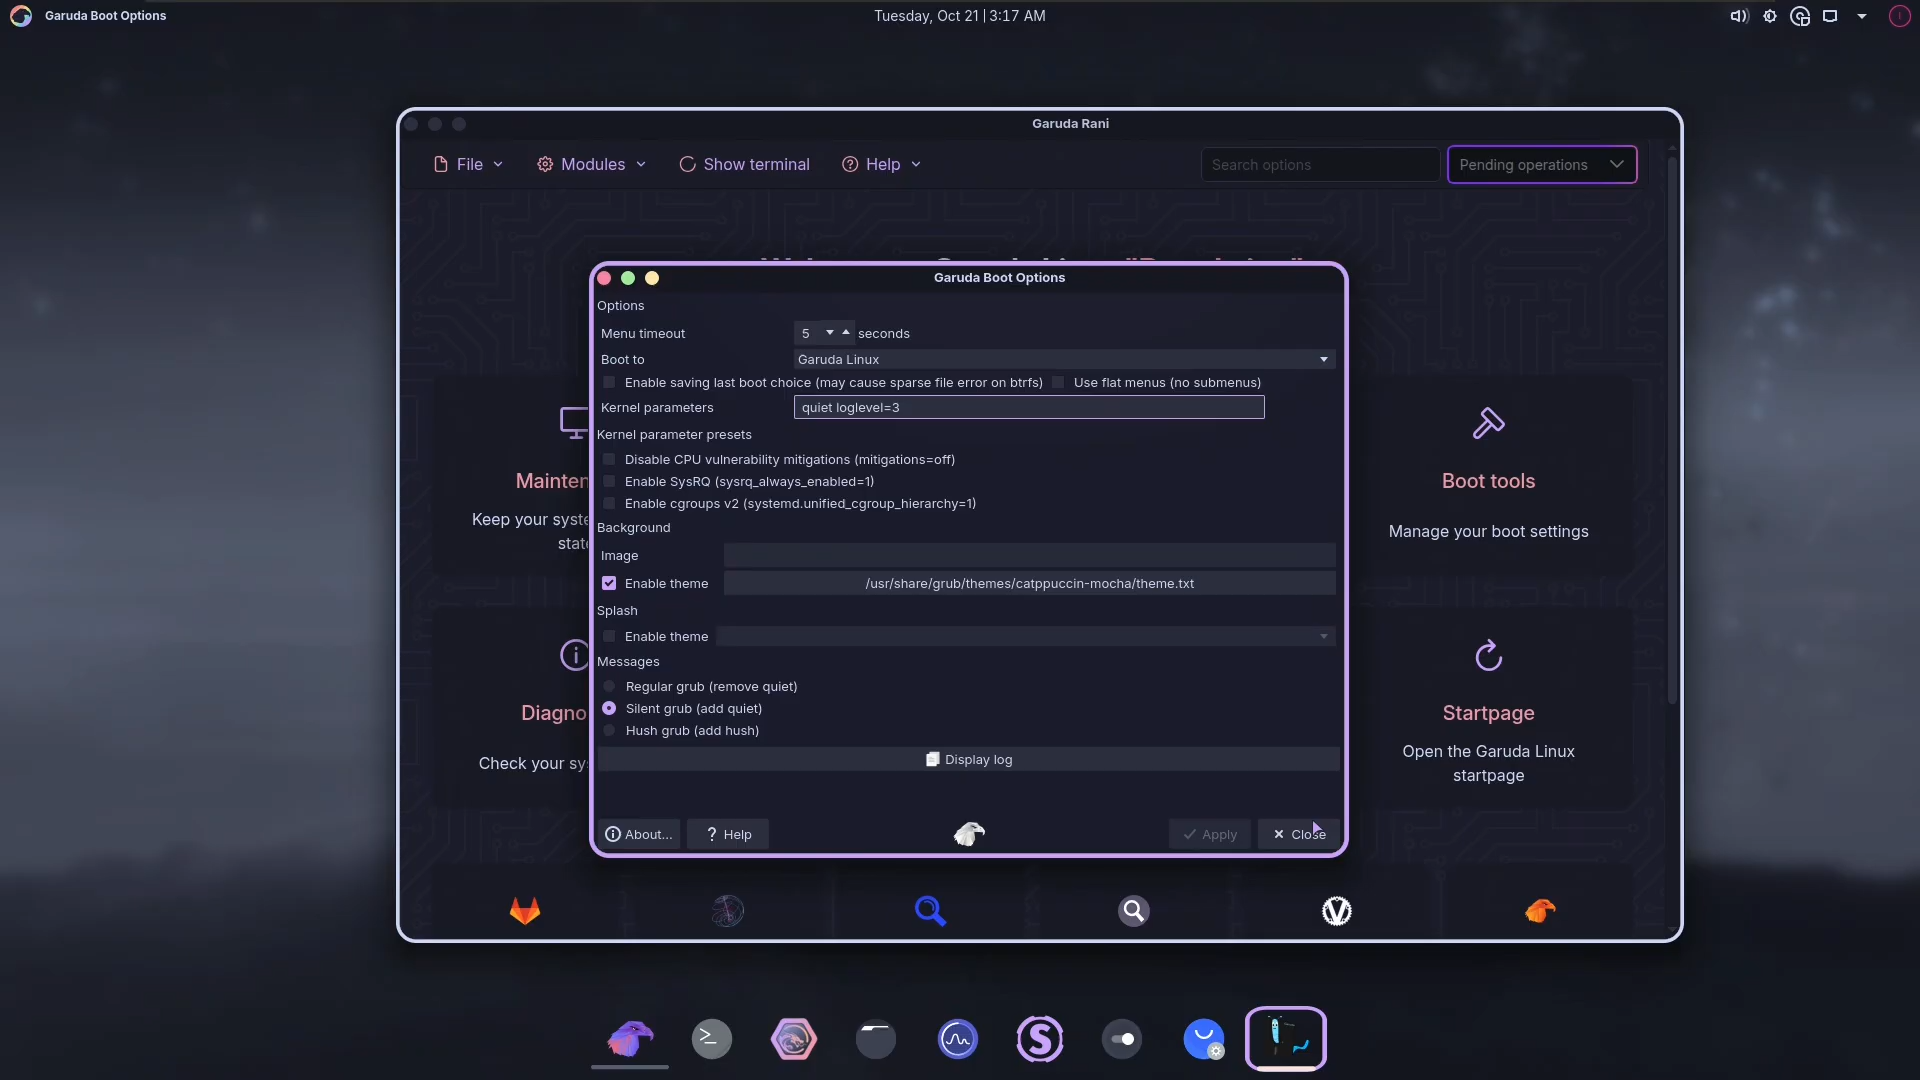 Garuda Boot Options
Tuesday, Oct 21 | 3:17 AM
Garuda Rani
File
Modules
Show terminal
Help
Search options
Pending operations
Garuda Boot Options
Options
Menu timeout 5 seconds
Boot to Garuda Linux
Enable saving last boot choice (may cause sparse file error on btrfs) Use flat menus (no submenus)
Kernel parameters quiet loglevel=3
Kernel parameter presets
Disable CPU vulnerability mitigations (mitigations=off)
Enable SysRQ (sysrq_always_enabled=1)
Enable cgroups v2 (systemd.unified_cgroup_hierarchy=1)
Background
Image
Enable theme /usr/share/grub/themes/catppuccin-mocha/theme.txt
Splash
Enable theme
Messages
Regular grub (remove quiet)
Silent grub (add quiet)
Hush grub (add hush)
Display log
About...
Help
Apply
Close
Mainten
Keep your syste
state
Boot tools
Manage your boot settings
Diagno
Check your sy
Startpage
Open the Garuda Linux
startpage